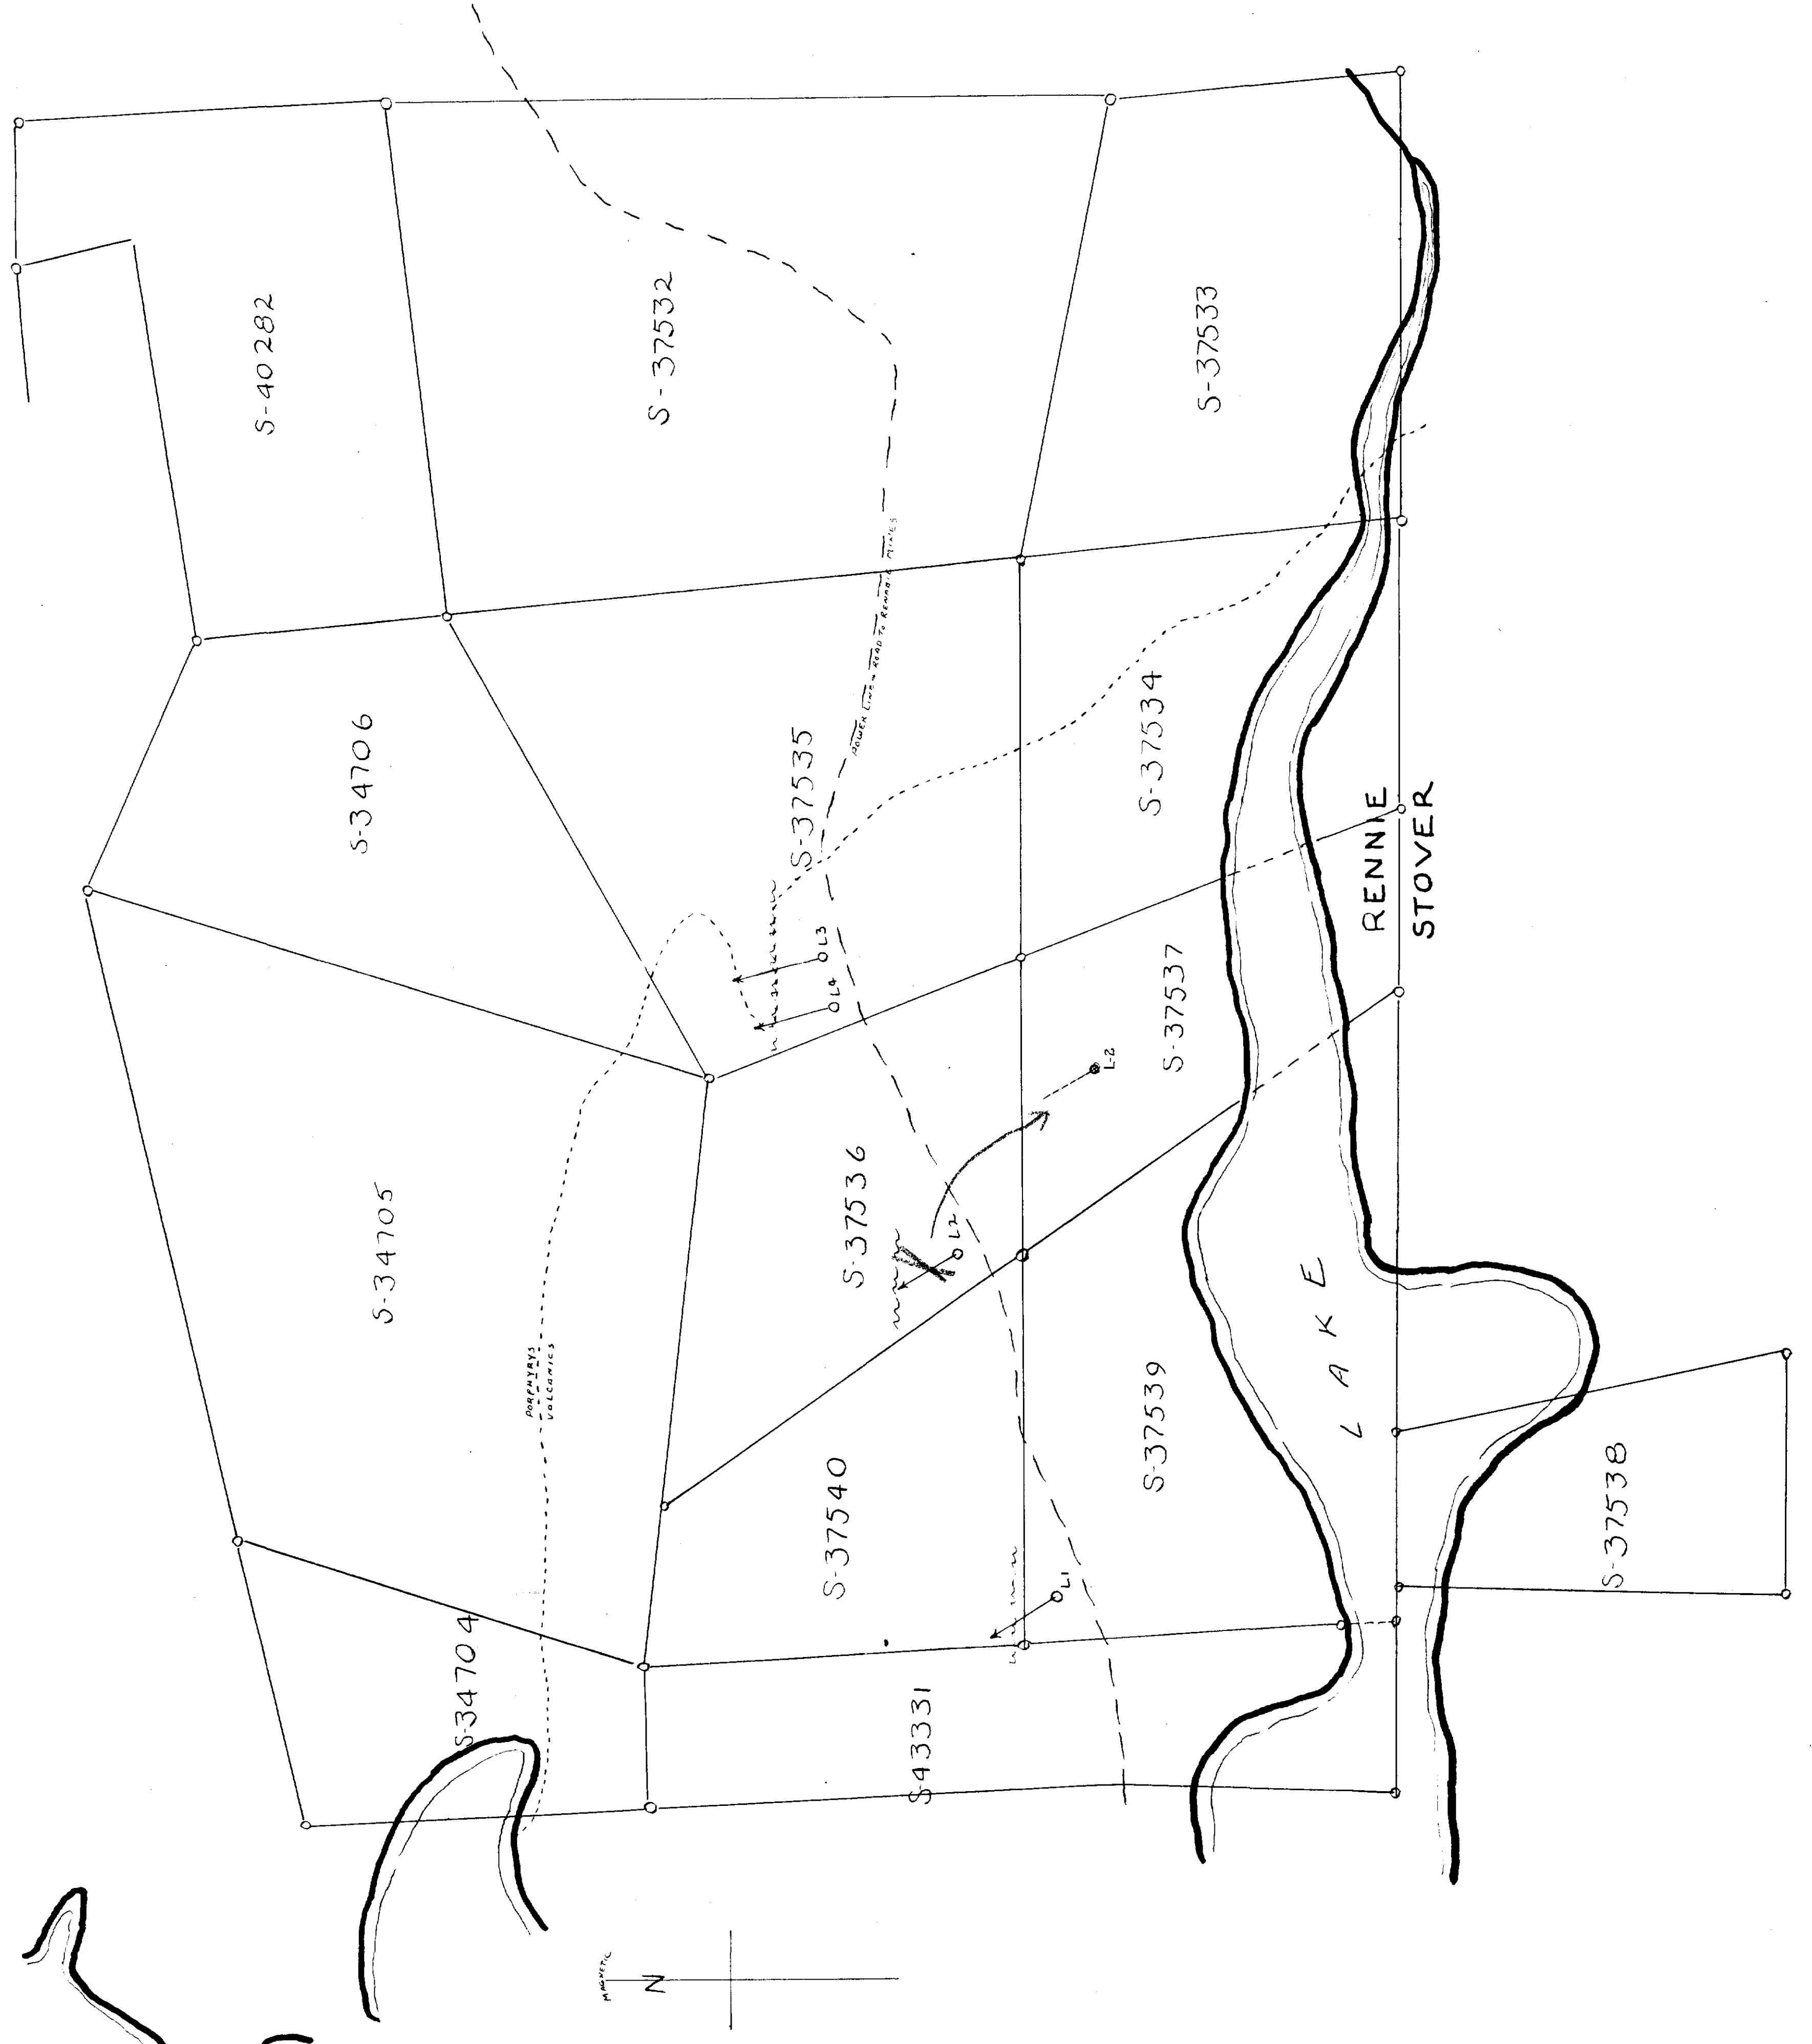 S-40282
S-37532
S-37533
S-34706
S-37535
POWER LINE & ROAD TO RENABIE MINES
S-37534
RENNIE
STOVER
L3
L4
S-37537
L-2
S-34705
S-37536
L2
PORPHYRYS
VOLCANICS
LAKE
S-37540
S-37539
S-37538
L1
S-34704
S-43331
MAGNETIC
N